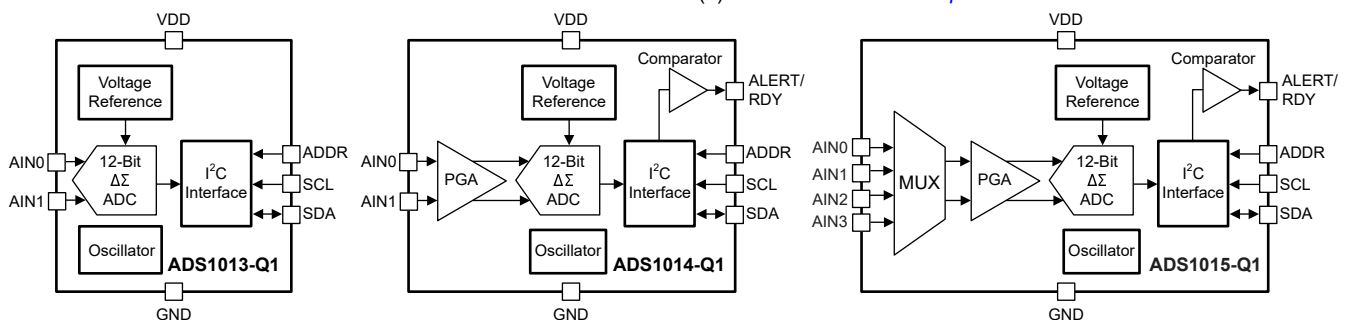 VDD
Voltage
Reference
AIN0
AIN1
12-Bit
ΔΣ
ADC
I²C
Interface
ADDR
SCL
SDA
Oscillator
ADS1013-Q1
GND
VDD
Comparator
ALERT/
RDY
Voltage
Reference
AIN0
AIN1
PGA
12-Bit
ΔΣ
ADC
I²C
Interface
ADDR
SCL
SDA
Oscillator
ADS1014-Q1
GND
VDD
Comparator
ALERT/
RDY
Voltage
Reference
AIN0
AIN1
AIN2
AIN3
MUX
PGA
12-Bit
ΔΣ
ADC
I²C
Interface
ADDR
SCL
SDA
Oscillator
ADS1015-Q1
GND